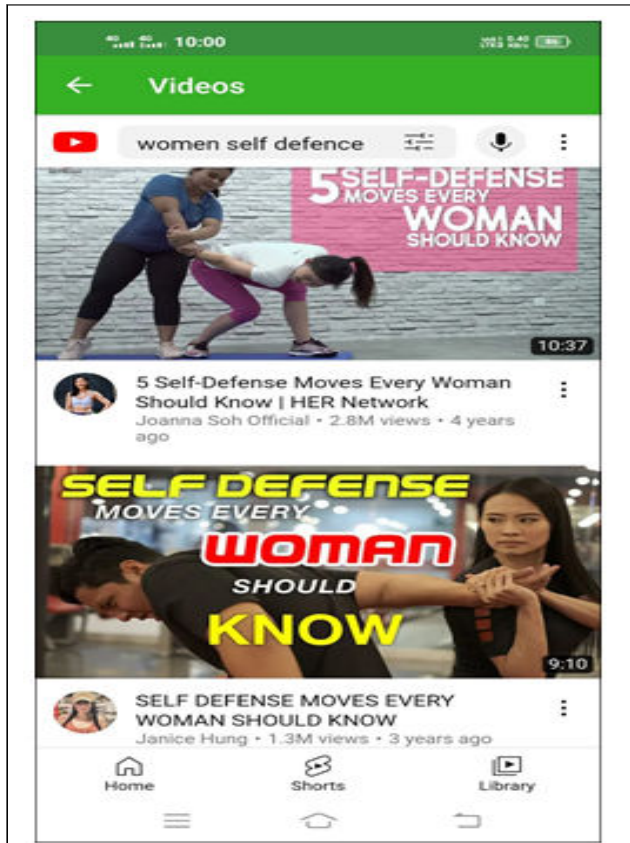 4G 4G 10:00
Videos
women self defence
5 SELF-DEFENSE
MOVES EVERY
WOMAN
SHOULD KNOW
10:37
5 Self-Defense Moves Every Woman
Should Know | HER Network
Joanna Soh Official • 2.8M views • 4 years
ago
SELF DEFENSE
MOVES EVERY
WOMAN
SHOULD
KNOW
9:10
SELF DEFENSE MOVES EVERY
WOMAN SHOULD KNOW
Janice Hung • 1.3M views • 3 years ago
Home Shorts Library